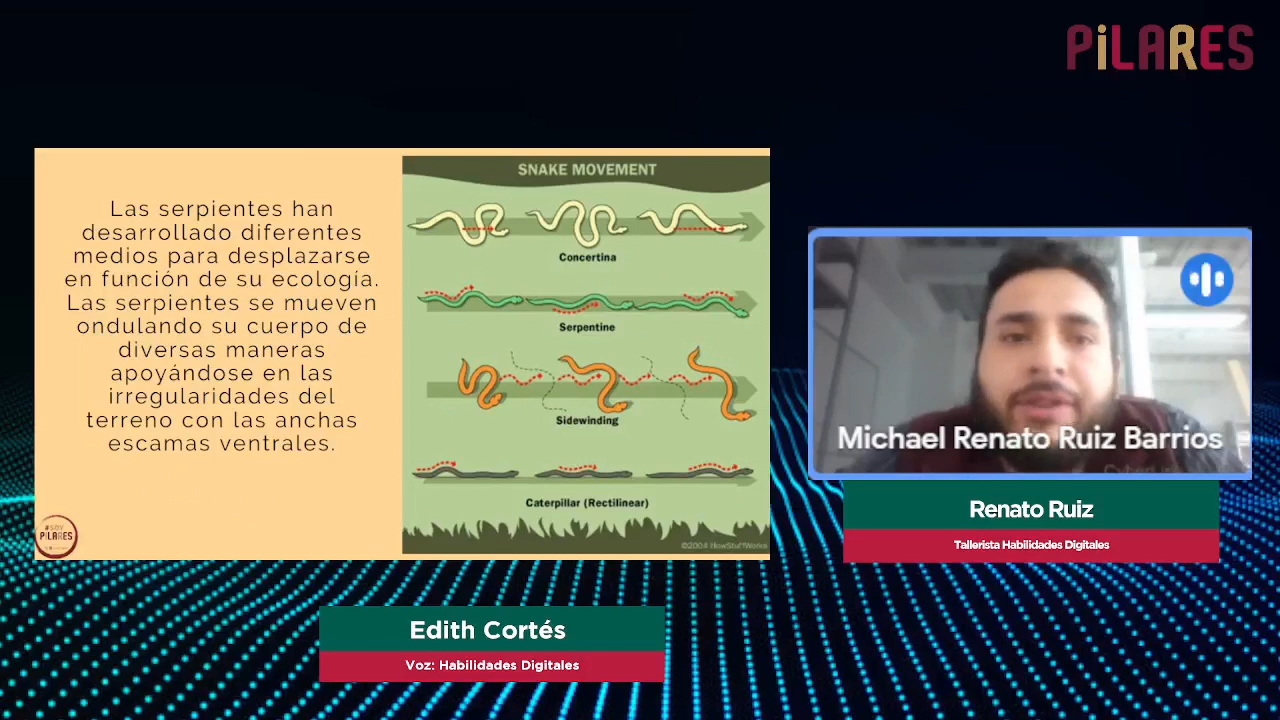 PiLARES
Las serpientes han
desarrollado diferentes
medios para desplazarse
en función de su ecología.
Las serpientes se mueven
ondulando su cuerpo de
diversas maneras
apoyándose en las
irregularidades del
terreno con las anchas
escamas ventrales.
#SOY
PILARES
SNAKE MOVEMENT
Concertina
Serpentine
Sidewinding
Caterpillar (Rectilinear)
©2004 HowStuffWorks
Michael Renato Ruiz Barrios
Renato Ruiz
Tallerista Habilidades Digitales
Edith Cortés
Voz: Habilidades Digitales